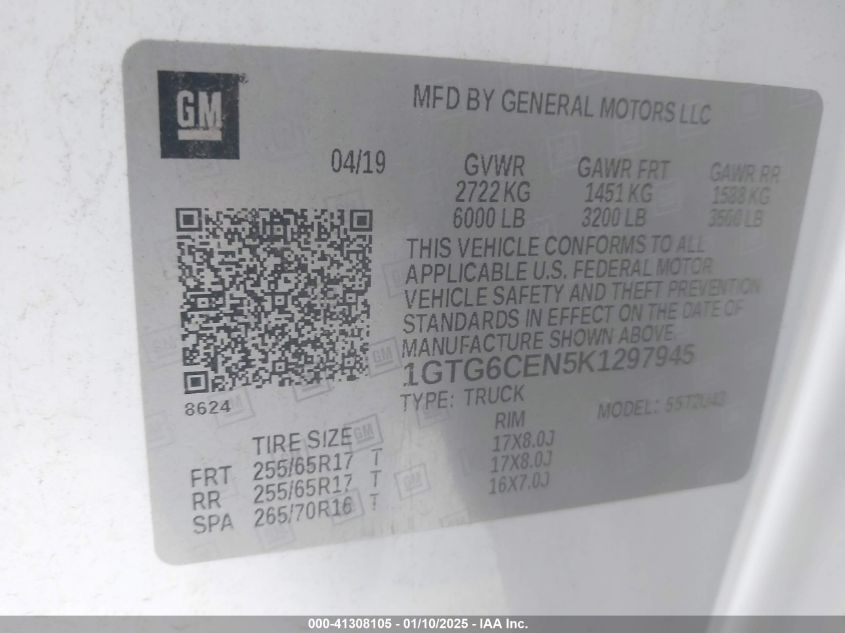 GM
MFD BY GENERAL MOTORS LLC
04/19
GVWR GAWR FRT GAWR RR
2722 KG 1451 KG 1588 KG
6000 LB 3200 LB 3500 LB
THIS VEHICLE CONFORMS TO ALL
APPLICABLE U.S. FEDERAL MOTOR
VEHICLE SAFETY AND THEFT PREVENTION
STANDARDS IN EFFECT ON THE DATE OF
MANUFACTURE SHOWN ABOVE.
1GTG6CEN5K1297945
8624
TYPE: TRUCK MODEL:
TIRE SIZE RIM
FRT 255/65R17 T 17X8.0J
RR 255/65R17 T 17X8.0J
SPA 265/70R16 T 16X7.0J
000-41308105 - 01/10/2025 - IAA Inc.